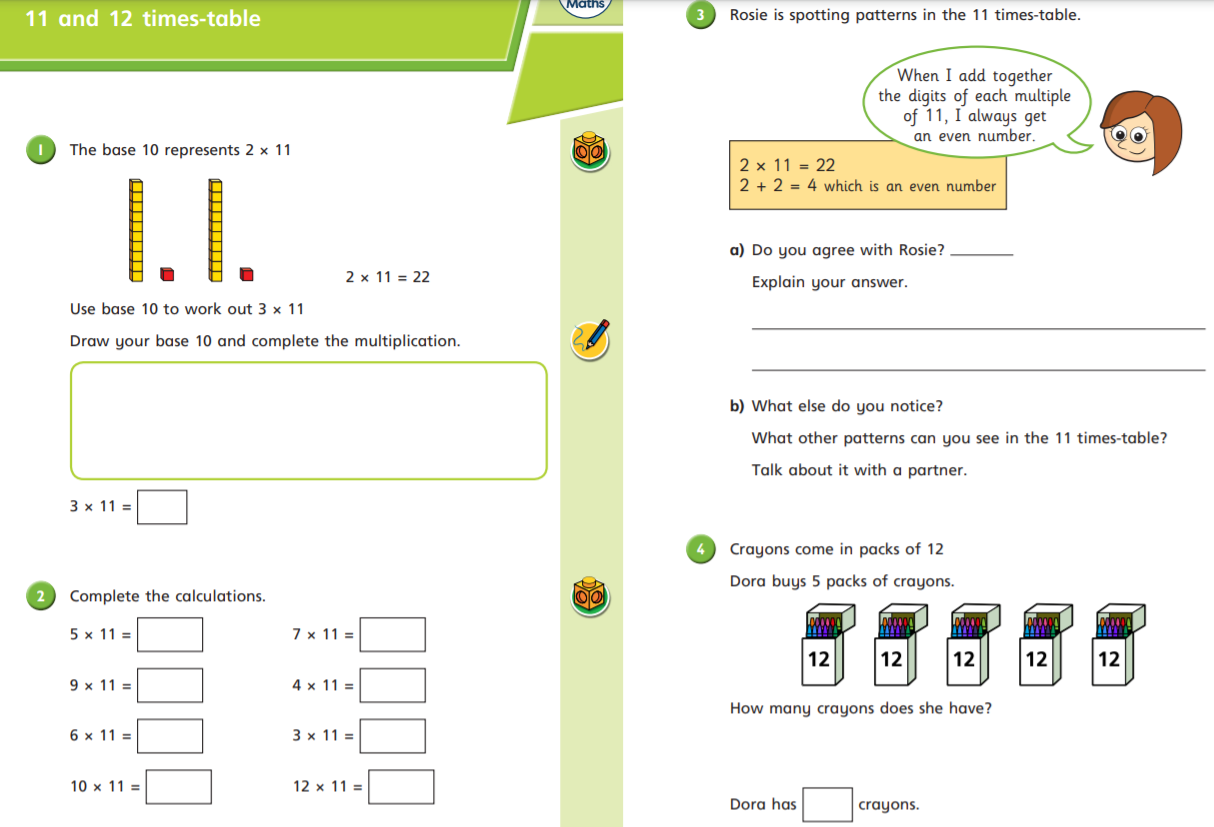 11 and 12 times-table
Maths
1
The base 10 represents 2 × 11
2 × 11 = 22
Use base 10 to work out 3 × 11
Draw your base 10 and complete the multiplication.
3 × 11 =
2
Complete the calculations.
5 × 11 =
7 × 11 =
9 × 11 =
4 × 11 =
6 × 11 =
3 × 11 =
10 × 11 =
12 × 11 =
3
Rosie is spotting patterns in the 11 times-table.
When I add together
the digits of each multiple
of 11, I always get
an even number.
2 × 11 = 22
2 + 2 = 4 which is an even number
a) Do you agree with Rosie?
Explain your answer.
b) What else do you notice?
What other patterns can you see in the 11 times-table?
Talk about it with a partner.
4
Crayons come in packs of 12
Dora buys 5 packs of crayons.
12 12 12 12 12
How many crayons does she have?
Dora has crayons.